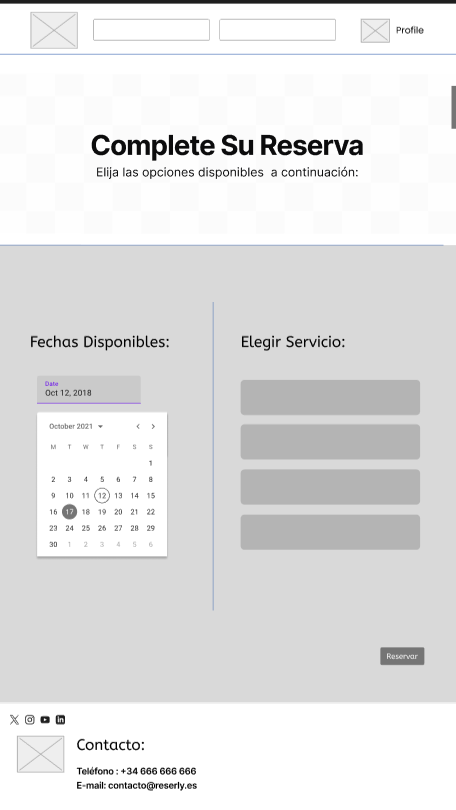 Profile
Complete Su Reserva
Elija las opciones disponibles a continuación:
Fechas Disponibles:
Elegir Servicio:
Date
Oct 12, 2018
October 2021
M T W T F S S
1
2 3 4 5 6 7 8
9 10 11 12 13 14 15
16 17 18 19 20 21 22
23 24 25 26 27 28 29
30 1 2 3 4 5 6
Reservar
Contacto:
Teléfono : +34 666 666 666
E-mail: contacto@reserly.es